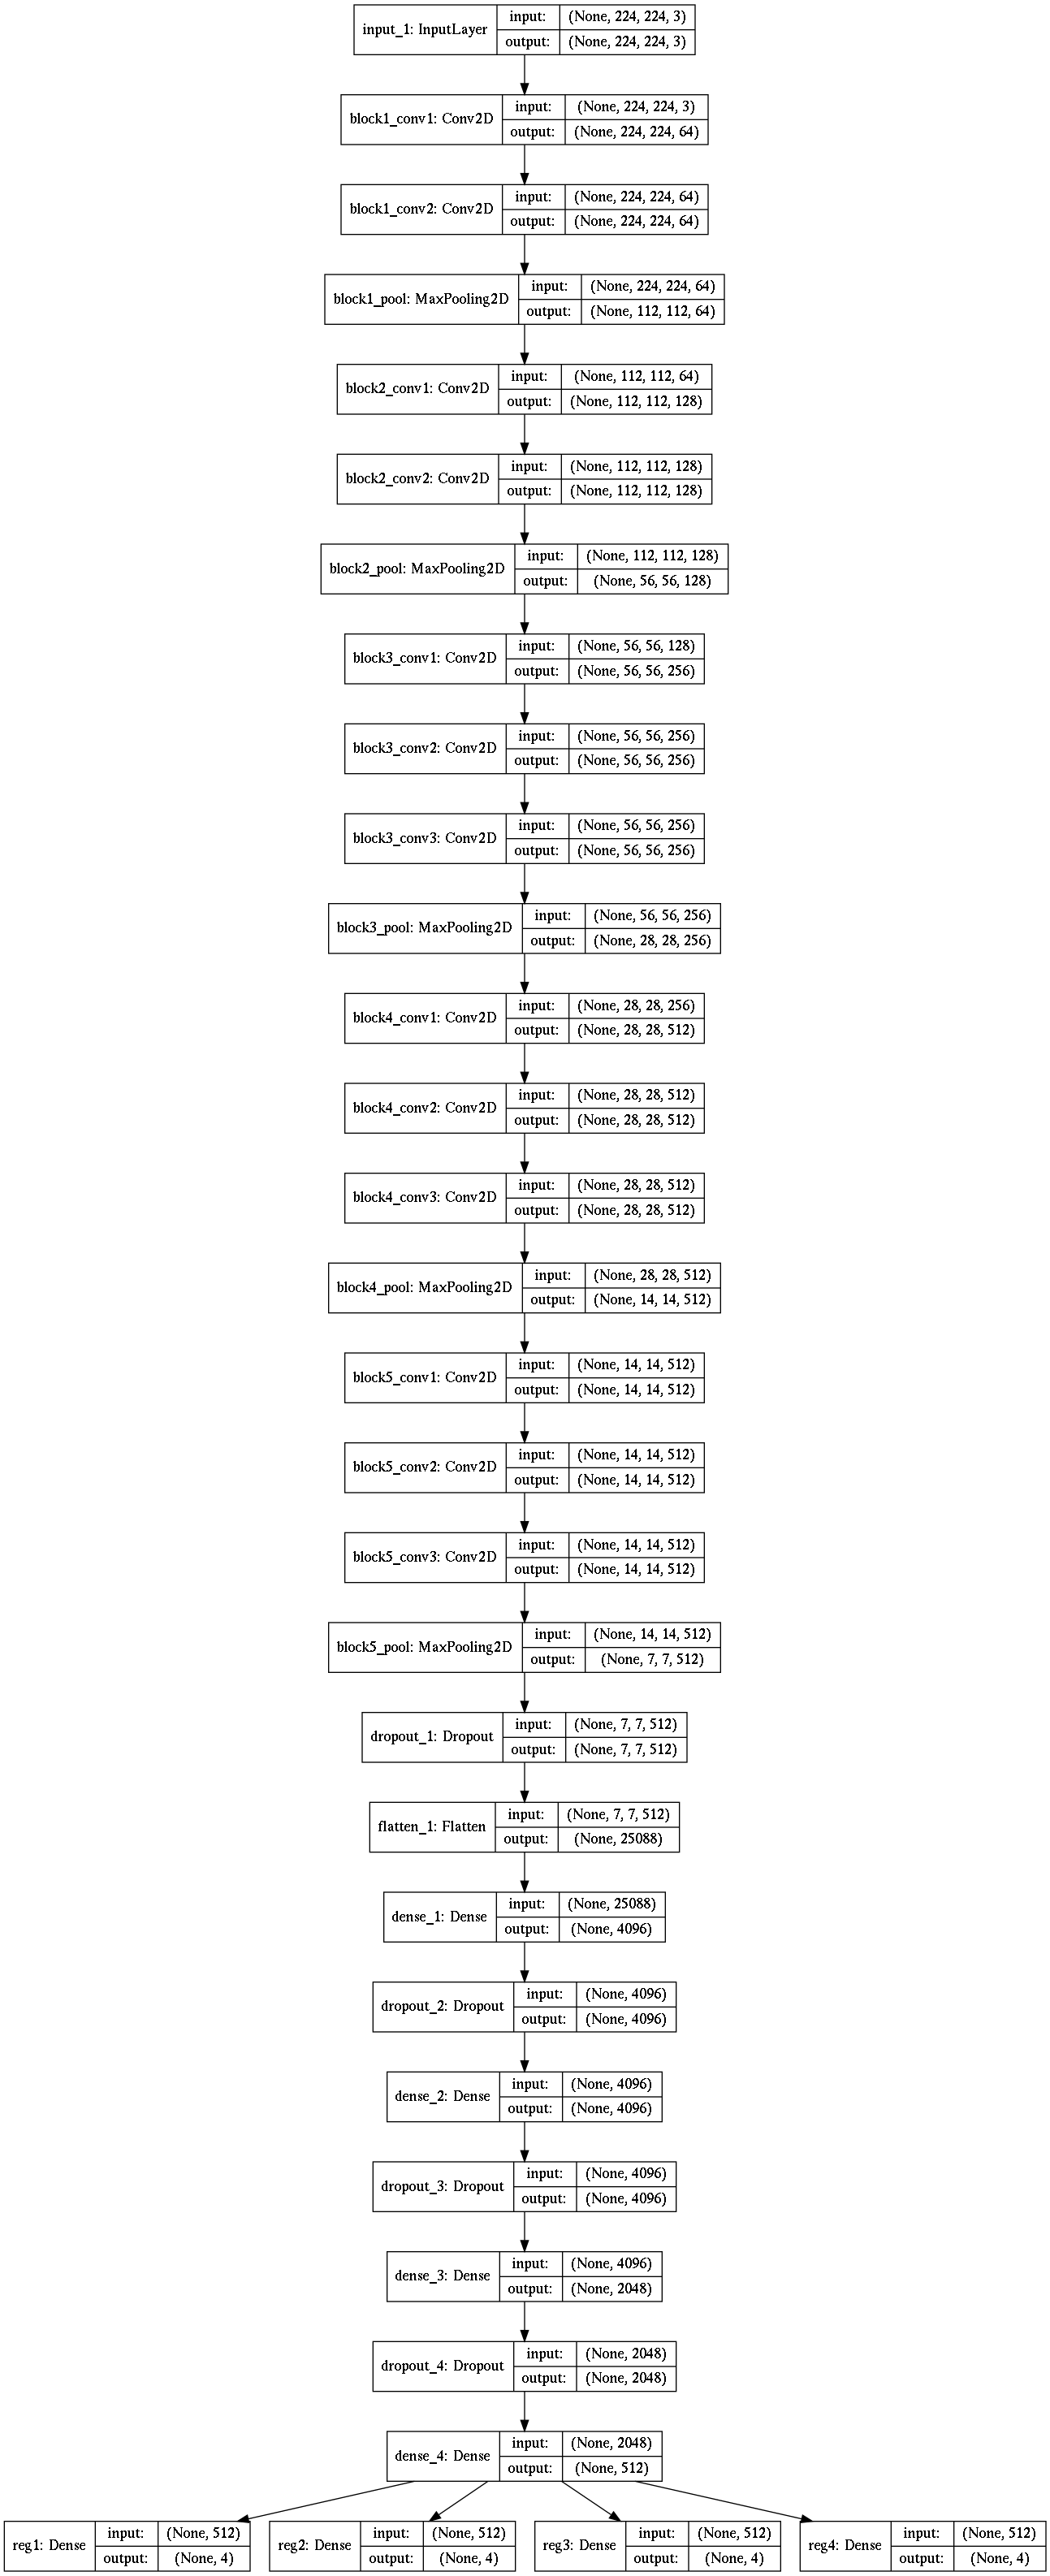 input_1: InputLayer
input: (None, 224, 224, 3)
output: (None, 224, 224, 3)
block1_conv1: Conv2D
input: (None, 224, 224, 3)
output: (None, 224, 224, 64)
block1_conv2: Conv2D
input: (None, 224, 224, 64)
output: (None, 224, 224, 64)
block1_pool: MaxPooling2D
input: (None, 224, 224, 64)
output: (None, 112, 112, 64)
block2_conv1: Conv2D
input: (None, 112, 112, 64)
output: (None, 112, 112, 128)
block2_conv2: Conv2D
input: (None, 112, 112, 128)
output: (None, 112, 112, 128)
block2_pool: MaxPooling2D
input: (None, 112, 112, 128)
output: (None, 56, 56, 128)
block3_conv1: Conv2D
input: (None, 56, 56, 128)
output: (None, 56, 56, 256)
block3_conv2: Conv2D
input: (None, 56, 56, 256)
output: (None, 56, 56, 256)
block3_conv3: Conv2D
input: (None, 56, 56, 256)
output: (None, 56, 56, 256)
block3_pool: MaxPooling2D
input: (None, 56, 56, 256)
output: (None, 28, 28, 256)
block4_conv1: Conv2D
input: (None, 28, 28, 256)
output: (None, 28, 28, 512)
block4_conv2: Conv2D
input: (None, 28, 28, 512)
output: (None, 28, 28, 512)
block4_conv3: Conv2D
input: (None, 28, 28, 512)
output: (None, 28, 28, 512)
block4_pool: MaxPooling2D
input: (None, 28, 28, 512)
output: (None, 14, 14, 512)
block5_conv1: Conv2D
input: (None, 14, 14, 512)
output: (None, 14, 14, 512)
block5_conv2: Conv2D
input: (None, 14, 14, 512)
output: (None, 14, 14, 512)
block5_conv3: Conv2D
input: (None, 14, 14, 512)
output: (None, 14, 14, 512)
block5_pool: MaxPooling2D
input: (None, 14, 14, 512)
output: (None, 7, 7, 512)
dropout_1: Dropout
input: (None, 7, 7, 512)
output: (None, 7, 7, 512)
flatten_1: Flatten
input: (None, 7, 7, 512)
output: (None, 25088)
dense_1: Dense
input: (None, 25088)
output: (None, 4096)
dropout_2: Dropout
input: (None, 4096)
output: (None, 4096)
dense_2: Dense
input: (None, 4096)
output: (None, 4096)
dropout_3: Dropout
input: (None, 4096)
output: (None, 4096)
dense_3: Dense
input: (None, 4096)
output: (None, 2048)
dropout_4: Dropout
input: (None, 2048)
output: (None, 2048)
dense_4: Dense
input: (None, 2048)
output: (None, 512)
reg1: Dense
input: (None, 512)
output: (None, 4)
reg2: Dense
input: (None, 512)
output: (None, 4)
reg3: Dense
input: (None, 512)
output: (None, 4)
reg4: Dense
input: (None, 512)
output: (None, 4)